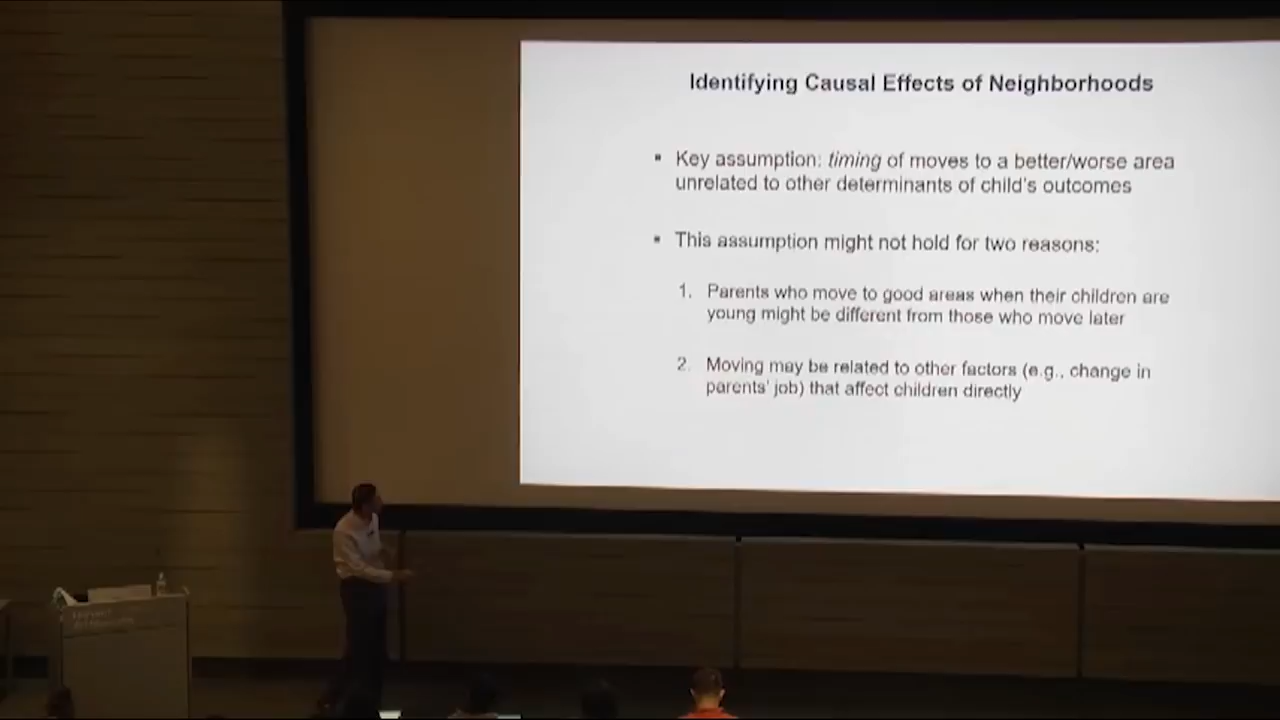 Identifying Causal Effects of Neighborhoods
▪ Key assumption: timing of moves to a better/worse area
unrelated to other determinants of child's outcomes
▪ This assumption might not hold for two reasons:
1. Parents who move to good areas when their children are
young might be different from those who move later
2. Moving may be related to other factors (e.g., change in
parents' job) that affect children directly